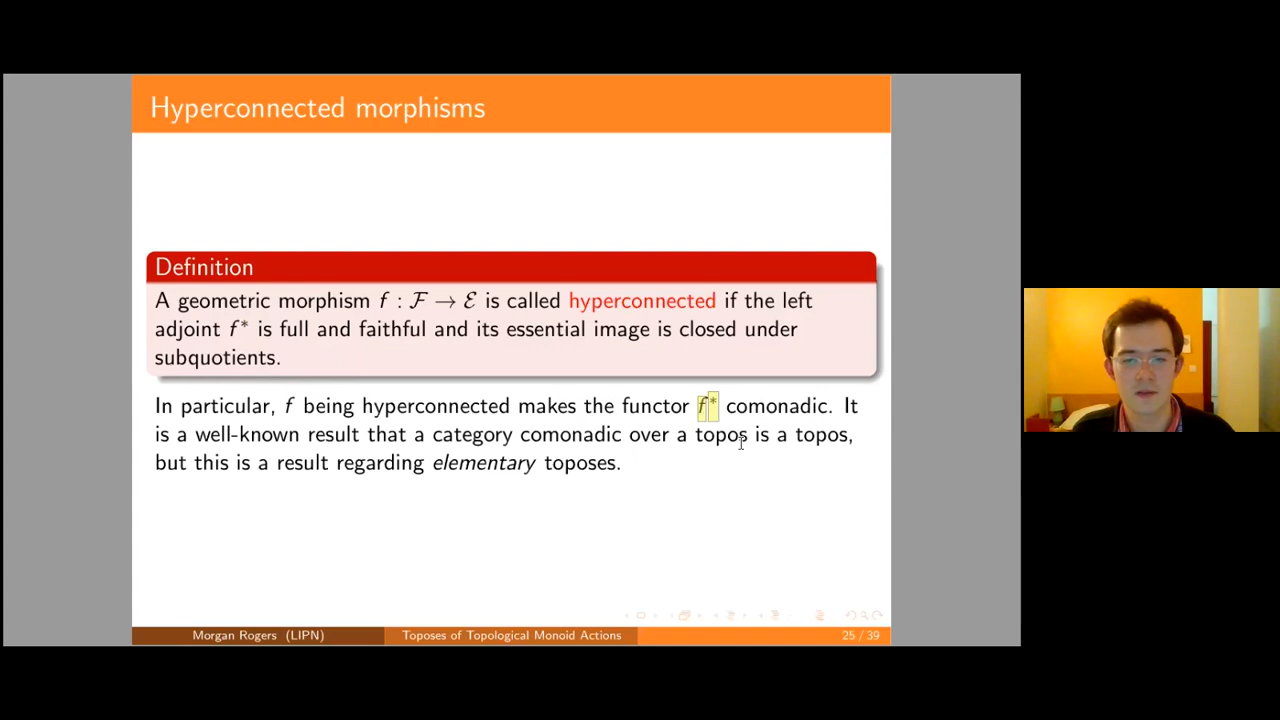 Hyperconnected morphisms
Definition
A geometric morphism f : ℱ → ℰ is called hyperconnected if the left
adjoint f* is full and faithful and its essential image is closed under
subquotients.
In particular, f being hyperconnected makes the functor f* comonadic. It
is a well-known result that a category comonadic over a topos is a topos,
but this is a result regarding elementary toposes.
Morgan Rogers (LIPN) Toposes of Topological Monoid Actions 25 / 39